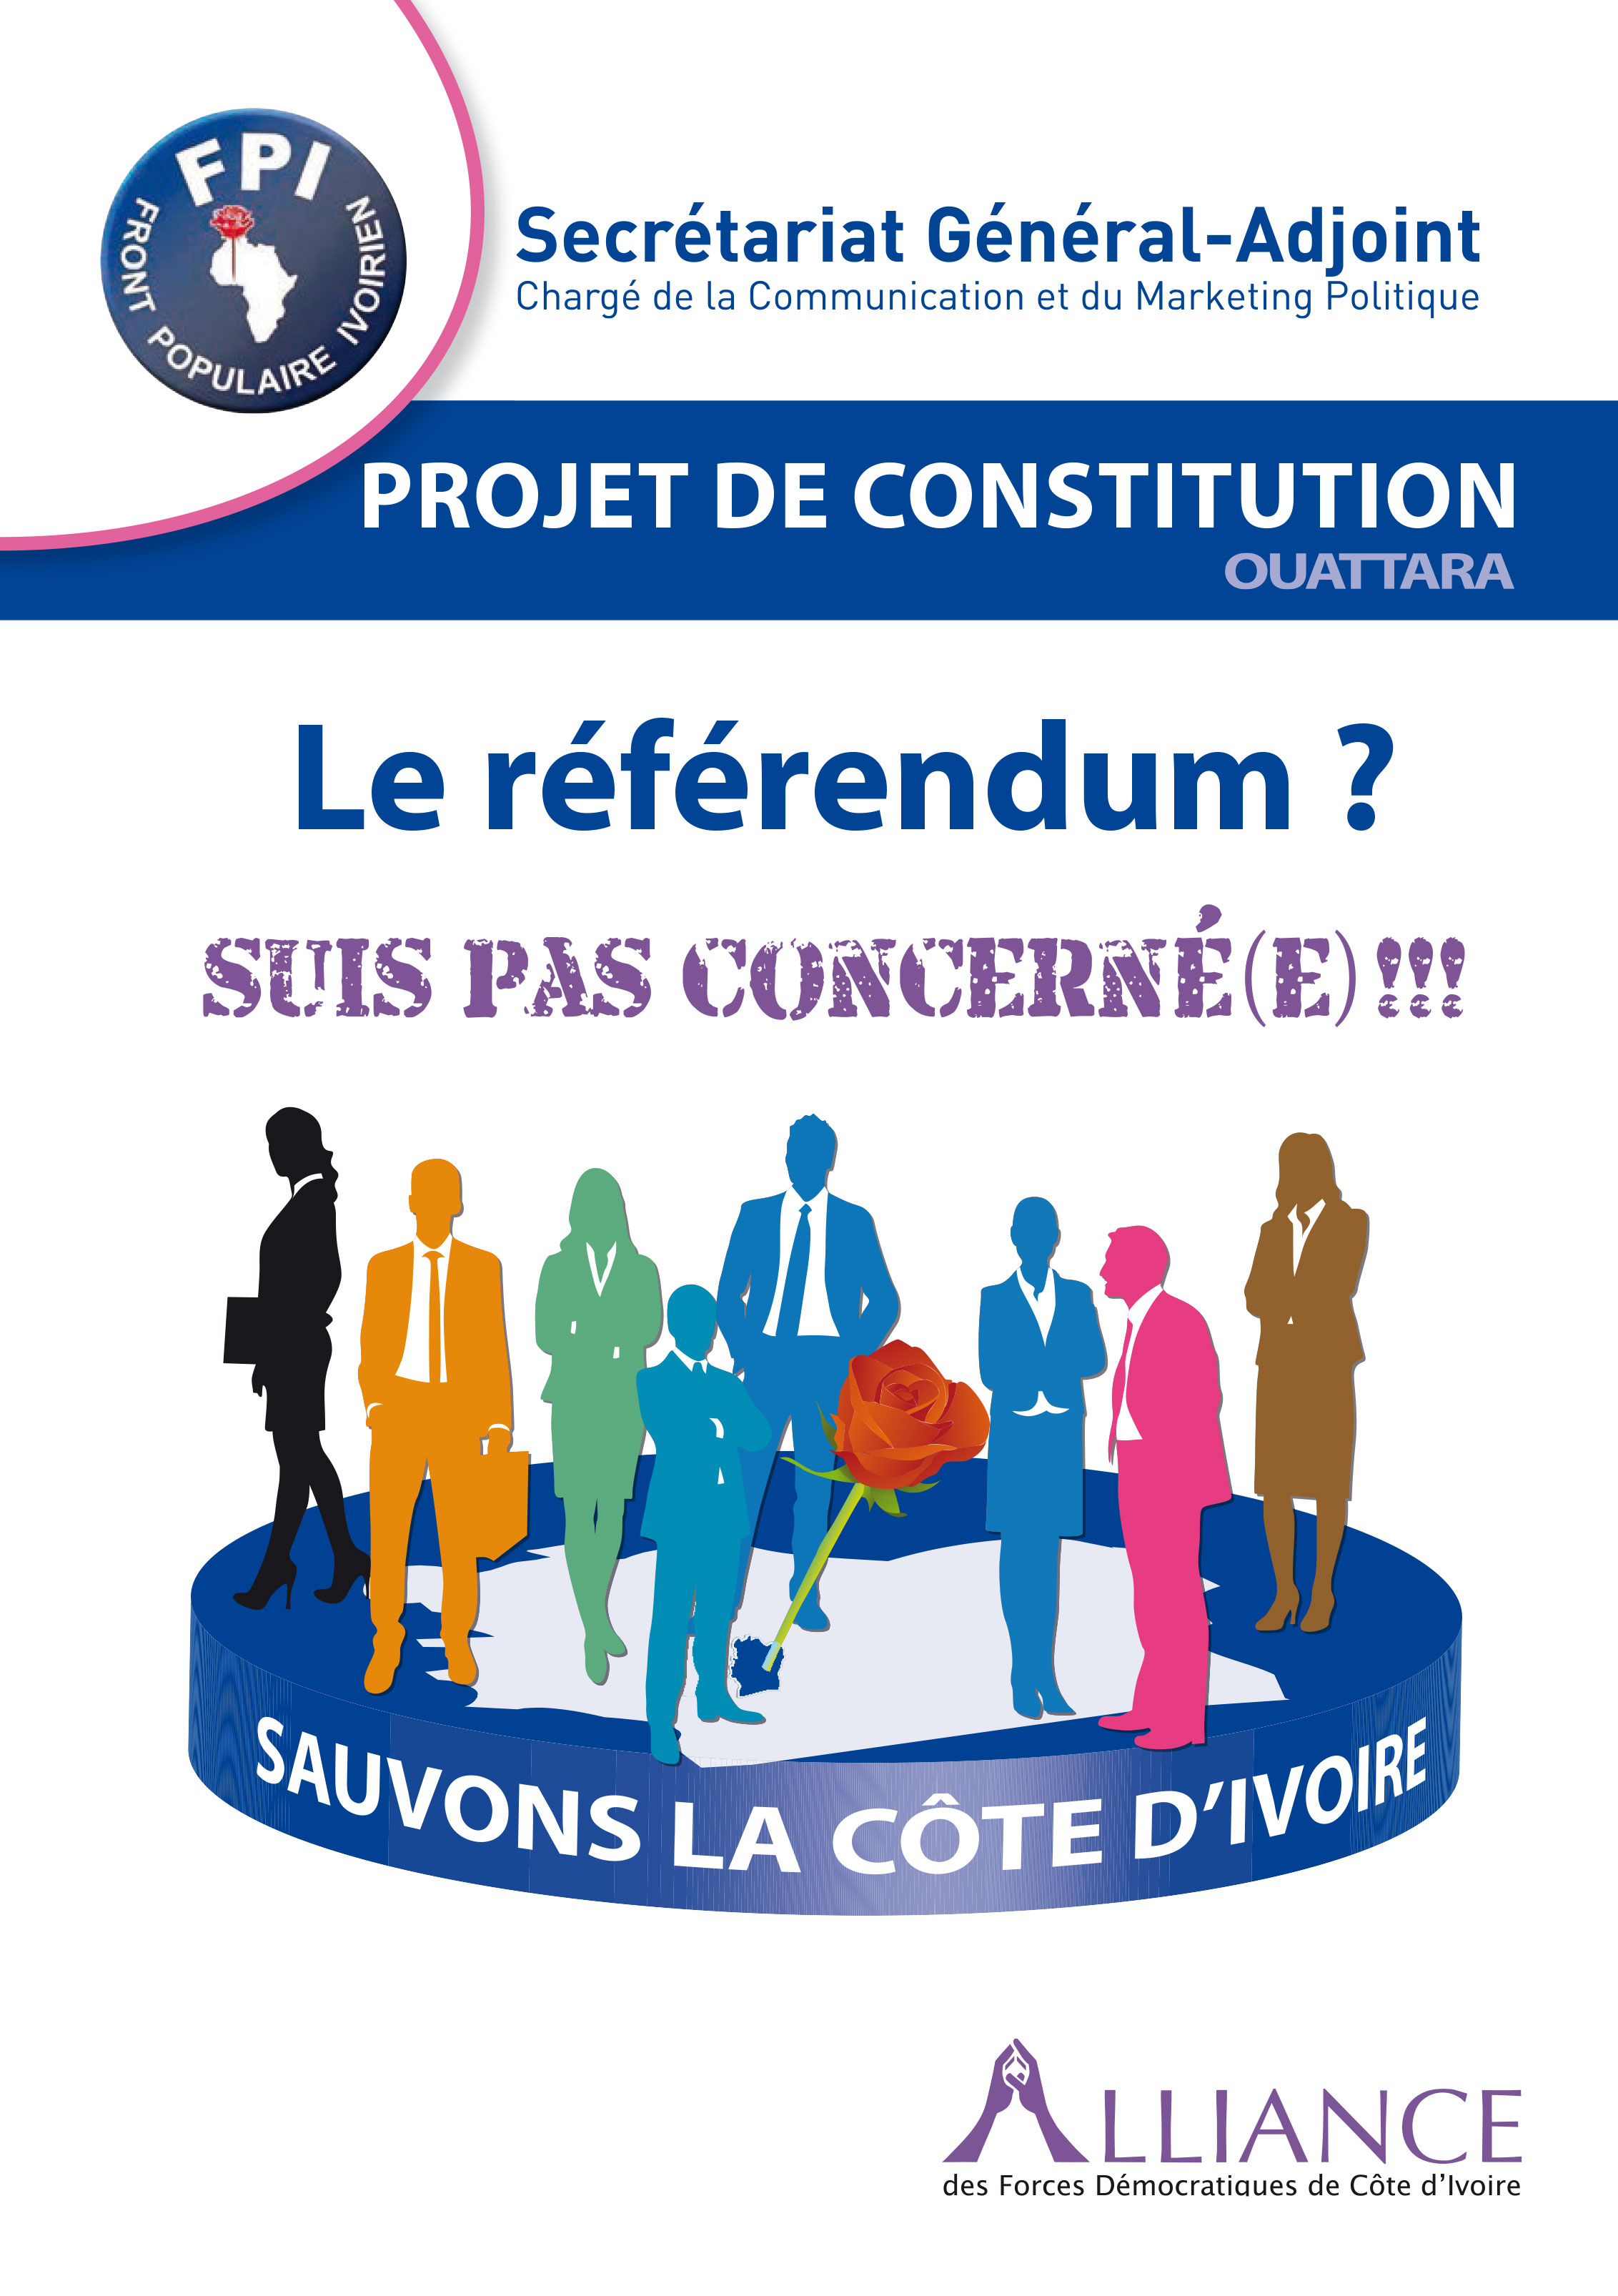 FPI
FRONT POPULAIRE IVOIRIEN
Secrétariat Général-Adjoint
Chargé de la Communication et du Marketing Politique
PROJET DE CONSTITUTION
OUATTARA
Le référendum ?
SUIS PAS CONCERNÉ(E)!!!
SAUVONS LA CÔTE D'IVOIRE
ALLIANCE
des Forces Démocratiques de Côte d'Ivoire